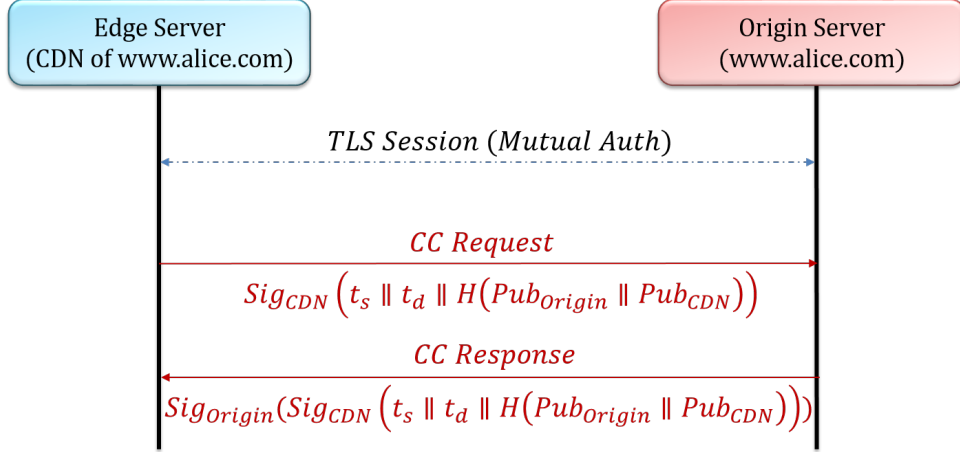 Edge Server
(CDN of www.alice.com)
Origin Server
(www.alice.com)
TLS Session (Mutual Auth)
CC Request
Sig_CDN (t_s ∥ t_d ∥ H(Pub_Origin ∥ Pub_CDN))
CC Response
Sig_Origin(Sig_CDN (t_s ∥ t_d ∥ H(Pub_Origin ∥ Pub_CDN)))